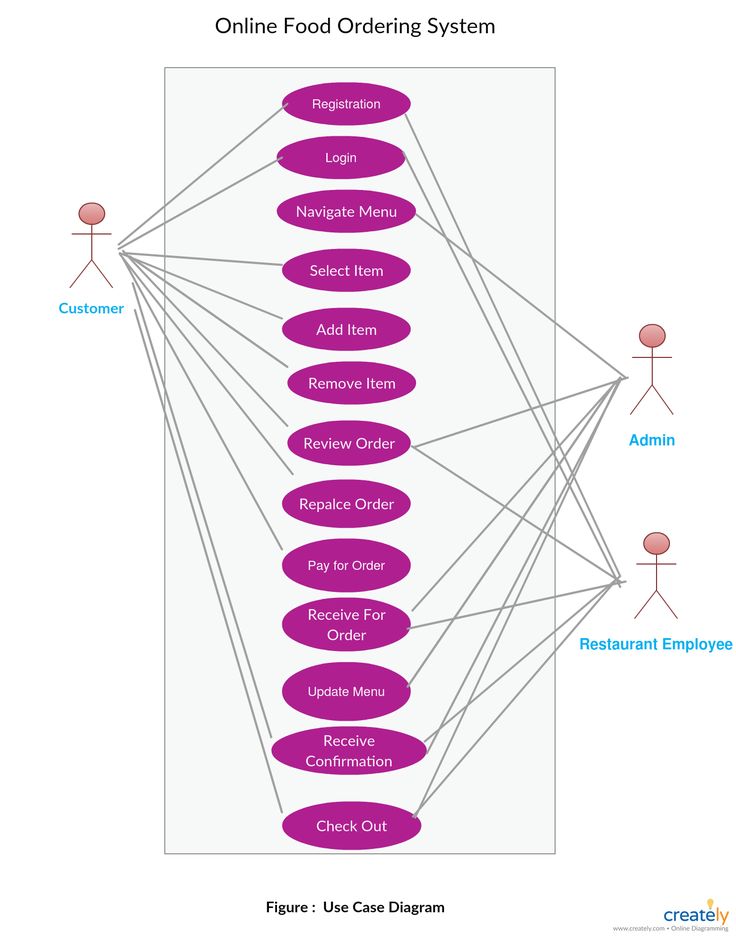 Online Food Ordering System
Registration
Login
Navigate Menu
Select Item
Customer
Add Item
Remove Item
Admin
Review Order
Repalce Order
Pay for Order
Receive For
Order
Restaurant Employee
Update Menu
Receive
Confirmation
Check Out
Figure : Use Case Diagram
creately
www.creately.com • Online Diagramming